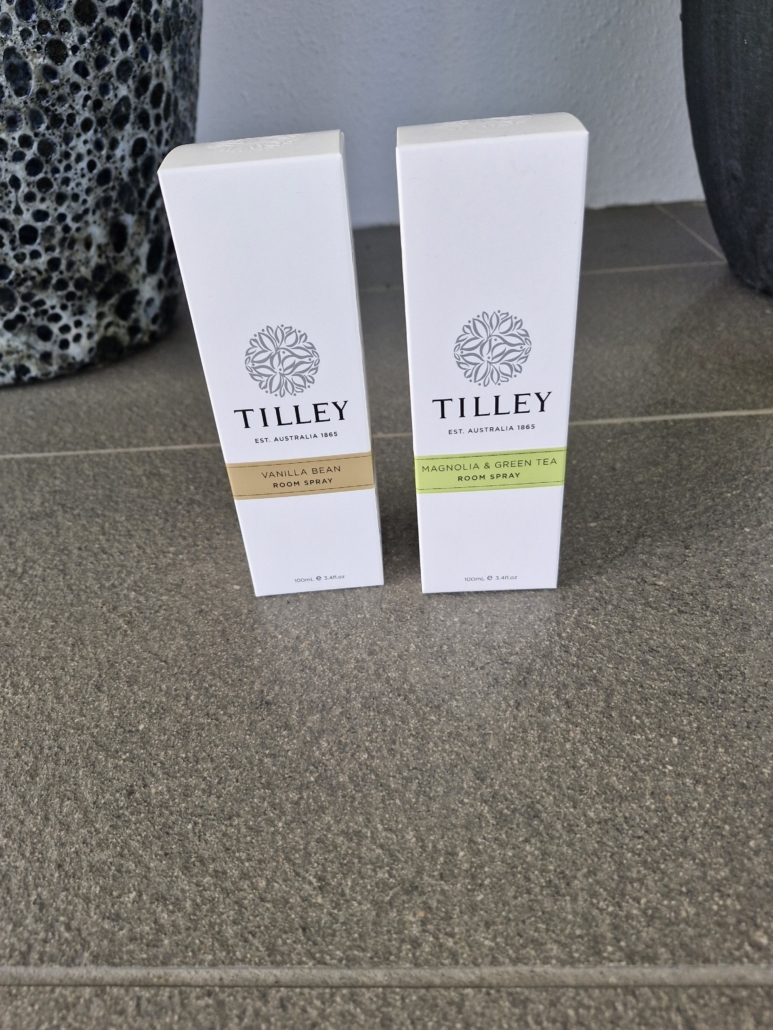 TILLEY
EST. AUSTRALIA 1865
VANILLA BEAN
ROOM SPRAY
100mL ℮ 3.4fl.oz
TILLEY
EST. AUSTRALIA 1865
MAGNOLIA & GREEN TEA
ROOM SPRAY
100mL ℮ 3.4fl.oz